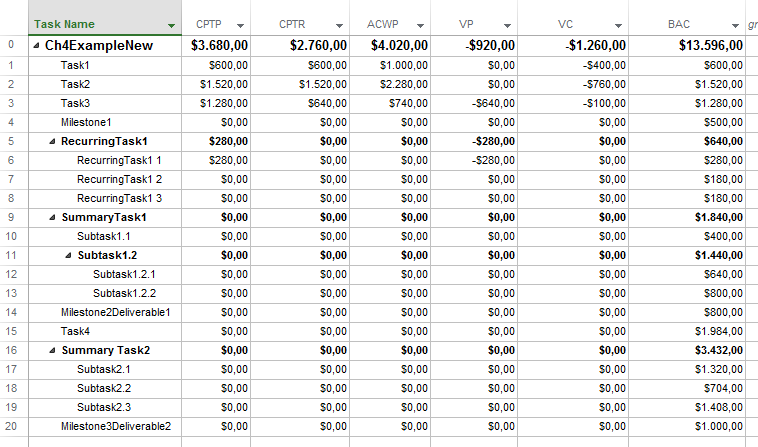 Task Name CPTP CPTR ACWP VP VC BAC gr
0 Ch4ExampleNew $3.680,00 $2.760,00 $4.020,00 -$920,00 -$1.260,00 $13.596,00
1 Task1 $600,00 $600,00 $1.000,00 $0,00 -$400,00 $600,00
2 Task2 $1.520,00 $1.520,00 $2.280,00 $0,00 -$760,00 $1.520,00
3 Task3 $1.280,00 $640,00 $740,00 -$640,00 -$100,00 $1.280,00
4 Milestone1 $0,00 $0,00 $0,00 $0,00 $0,00 $500,00
5 RecurringTask1 $280,00 $0,00 $0,00 -$280,00 $0,00 $640,00
6 RecurringTask1 1 $280,00 $0,00 $0,00 -$280,00 $0,00 $280,00
7 RecurringTask1 2 $0,00 $0,00 $0,00 $0,00 $0,00 $180,00
8 RecurringTask1 3 $0,00 $0,00 $0,00 $0,00 $0,00 $180,00
9 SummaryTask1 $0,00 $0,00 $0,00 $0,00 $0,00 $1.840,00
10 Subtask1.1 $0,00 $0,00 $0,00 $0,00 $0,00 $400,00
11 Subtask1.2 $0,00 $0,00 $0,00 $0,00 $0,00 $1.440,00
12 Subtask1.2.1 $0,00 $0,00 $0,00 $0,00 $0,00 $640,00
13 Subtask1.2.2 $0,00 $0,00 $0,00 $0,00 $0,00 $800,00
14 Milestone2Deliverable1 $0,00 $0,00 $0,00 $0,00 $0,00 $800,00
15 Task4 $0,00 $0,00 $0,00 $0,00 $0,00 $1.984,00
16 Summary Task2 $0,00 $0,00 $0,00 $0,00 $0,00 $3.432,00
17 Subtask2.1 $0,00 $0,00 $0,00 $0,00 $0,00 $1.320,00
18 Subtask2.2 $0,00 $0,00 $0,00 $0,00 $0,00 $704,00
19 Subtask2.3 $0,00 $0,00 $0,00 $0,00 $0,00 $1.408,00
20 Milestone3Deliverable2 $0,00 $0,00 $0,00 $0,00 $0,00 $1.000,00